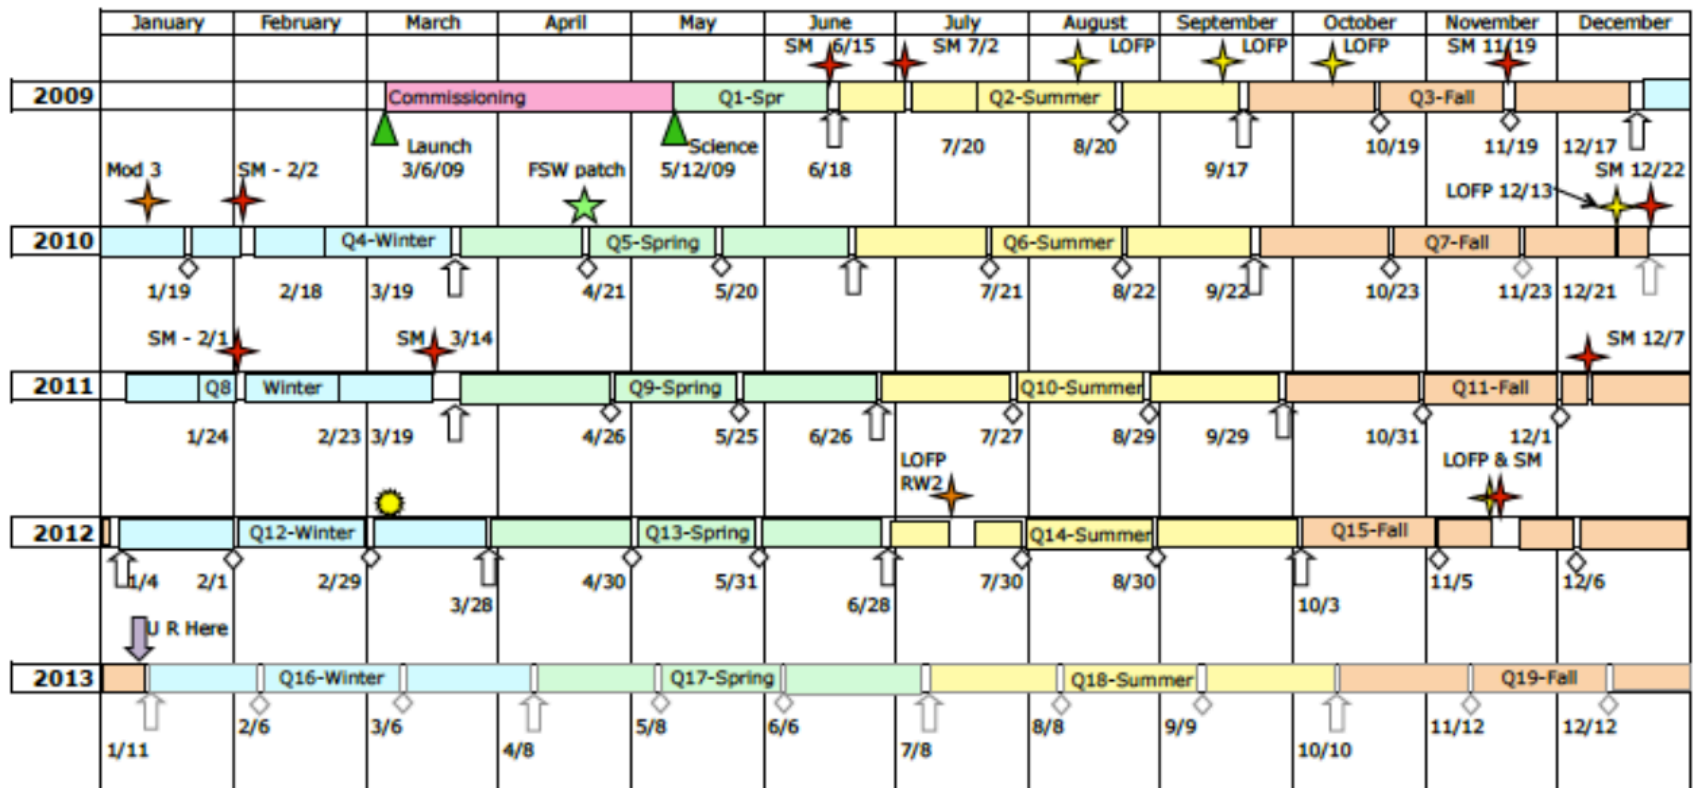 January February March April May June July August September October November December
SM 6/15 SM 7/2 LOFP LOFP LOFP SM 11/19
2009 Commissioning Q1-Spr Q2-Summer Q3-Fall
Launch Science 7/20 8/20 10/19 11/19 12/17
Mod 3 SM - 2/2 3/6/09 FSW patch 5/12/09 6/18 9/17 SM 12/22
LOFP 12/13
2010 Q4-Winter Q5-Spring Q6-Summer Q7-Fall
1/19 2/18 3/19 4/21 5/20 7/21 8/22 9/22 10/23 11/23 12/21
SM - 2/1 SM 3/14 SM 12/7
2011 Q8 Winter Q9-Spring Q10-Summer Q11-Fall
1/24 2/23 3/19 4/26 5/25 6/26 7/27 8/29 9/29 10/31 12/1
LOFP LOFP & SM
RW2
2012 Q12-Winter Q13-Spring Q14-Summer Q15-Fall
1/4 2/1 2/29 4/30 5/31 7/30 8/30 11/5 12/6
3/28 6/28 10/3
U R Here
2013 Q16-Winter Q17-Spring Q18-Summer Q19-Fall
2/6 3/6 5/8 6/6 8/8 9/9 11/12 12/12
1/11 4/8 7/8 10/10